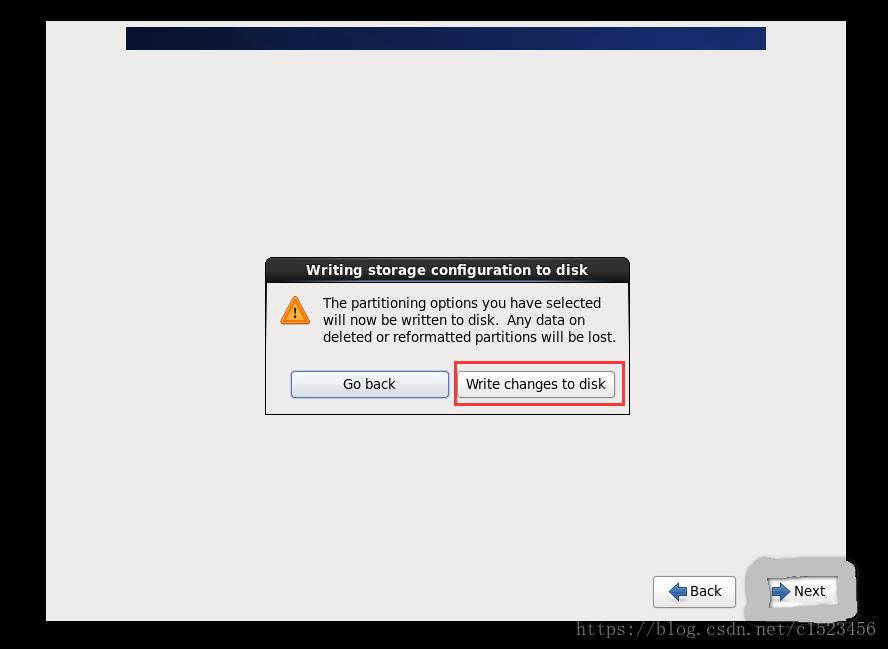 Writing storage configuration to disk
The partitioning options you have selected
will now be written to disk.  Any data on
deleted or reformatted partitions will be lost.
Go back
Write changes to disk
Back
Next
https://blog.csdn.net/c1523456